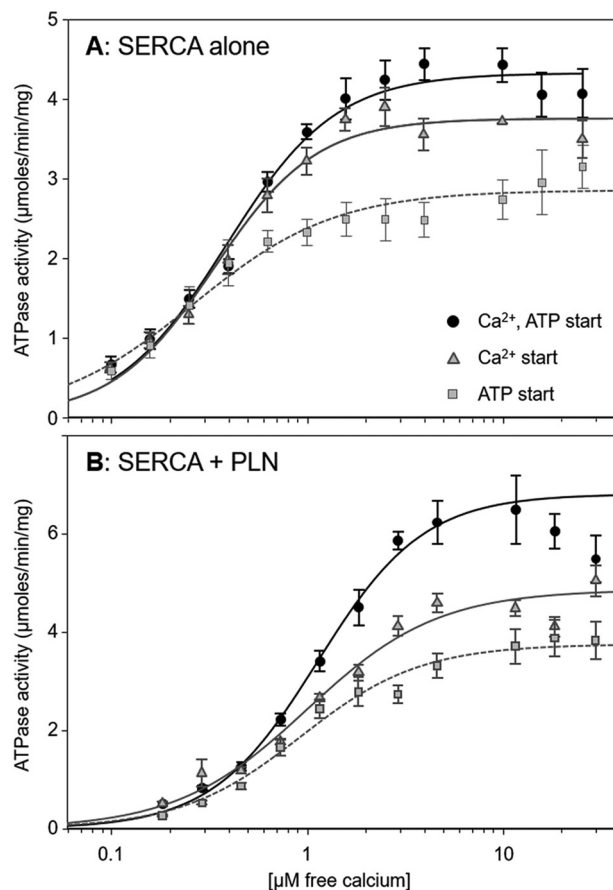 A: SERCA alone
ATPase activity (µmoles/min/mg)
5
4
3
2
1
0
Ca²⁺, ATP start
Ca²⁺ start
ATP start
B: SERCA + PLN
ATPase activity (µmoles/min/mg)
6
4
2
0
0.1 1 10
[µM free calcium]